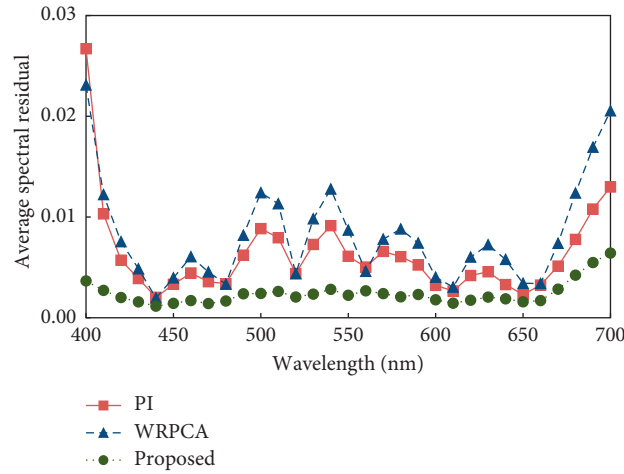 0.03
0.02
0.01
0.00
Average spectral residual
400 450 500 550 600 650 700
Wavelength (nm)
PI
WRPCA
Proposed